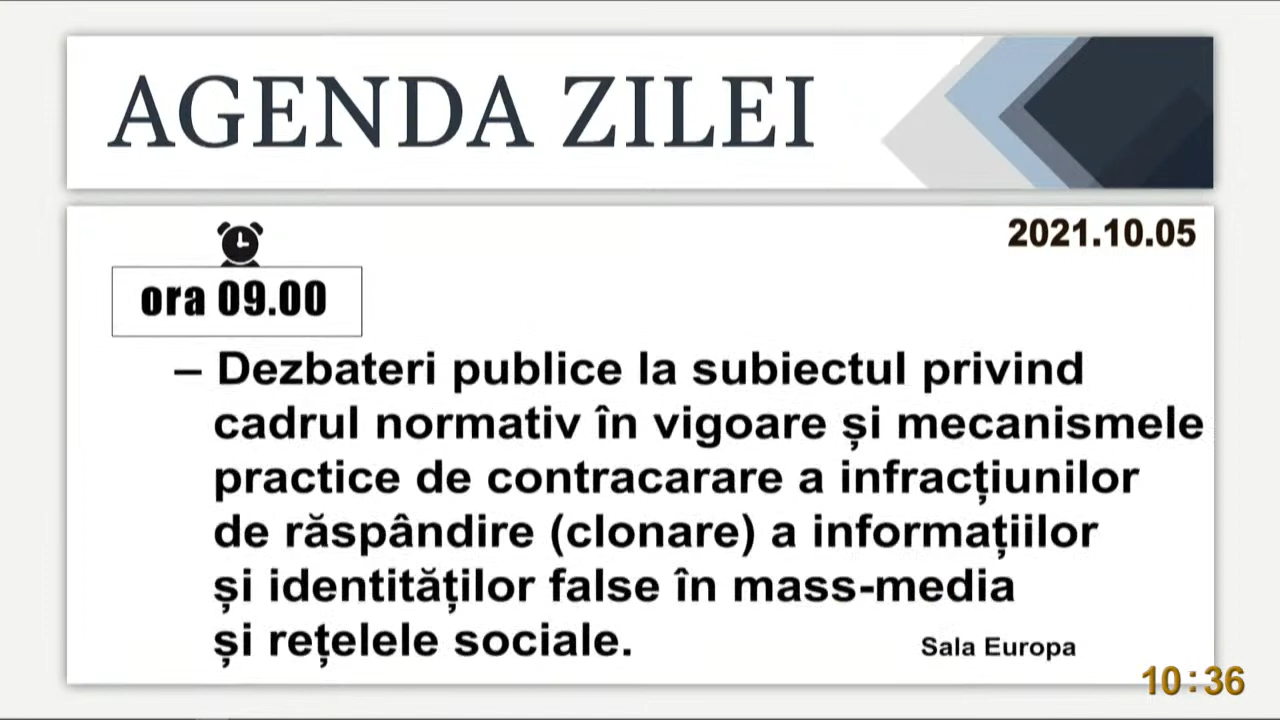 AGENDA ZILEI
2021.10.05
ora 09.00
– Dezbateri publice la subiectul privind
cadrul normativ în vigoare și mecanismele
practice de contracarare a infracțiunilor
de răspândire (clonare) a informațiilor
și identităților false în mass-media
și rețelele sociale.
Sala Europa
10:36